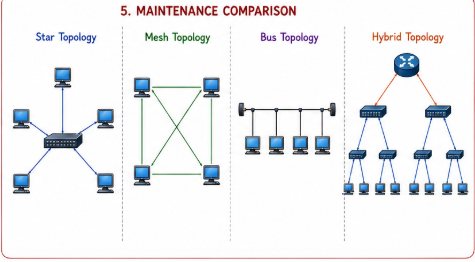 5. MAINTENANCE COMPARISON
Star Topology
Mesh Topology
Bus Topology
Hybrid Topology